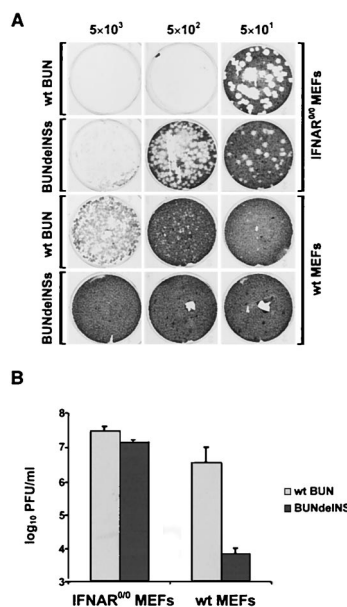 A
5×10³ 5×10² 5×10¹
wt BUN
BUNdelNSs
IFNAR⁰/⁰ MEFs
wt BUN
BUNdelNSs
wt MEFs
B
log₁₀ PFU/ml
8
7
6
5
4
3
wt BUN
BUNdelNS
IFNAR⁰/⁰ MEFs wt MEFs